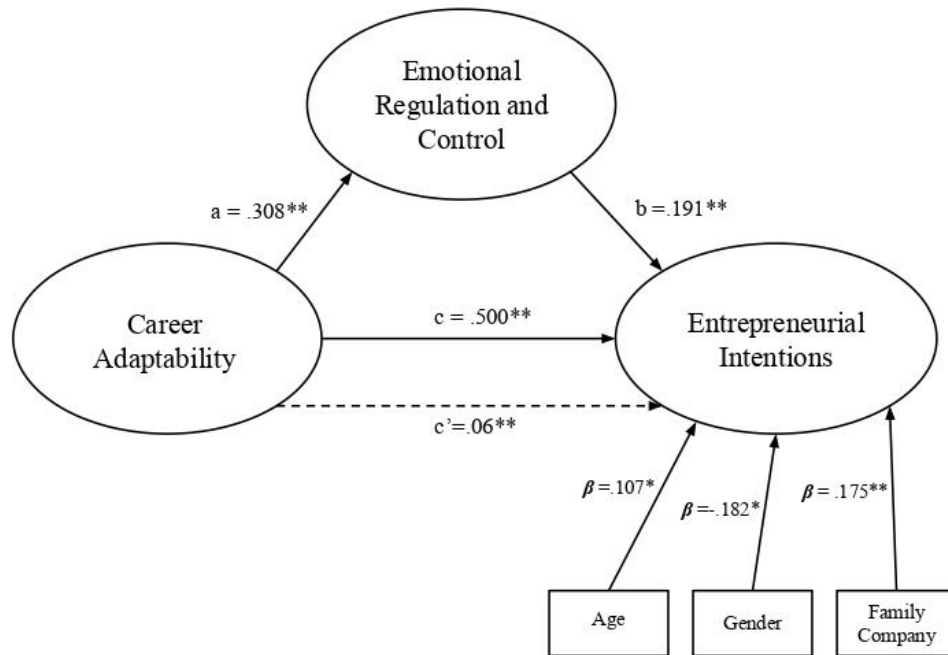 Emotional
Regulation and
Control
a = .308**
b =.191**
Career
Adaptability
c = .500**
Entrepreneurial
Intentions
c’=.06**
β =.107*
β =-.182*
β = .175**
Age
Gender
Family
Company